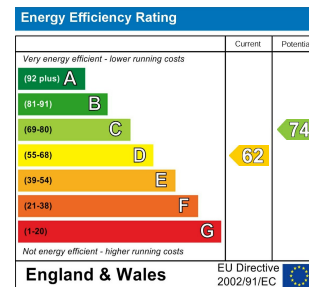 Energy Efficiency Rating
Current Potentia
Very energy efficient - lower running costs
(92 plus) A
(81-91) B
(69-80) C
74
(55-68) D
62
(39-54) E
(21-38) F
(1-20) G
Not energy efficient - higher running costs
England & Wales
EU Directive
2002/91/EC